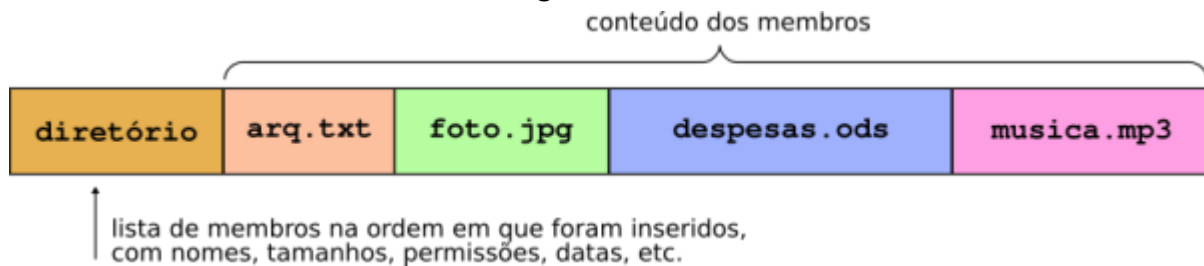 conteúdo dos membros
diretório arq.txt foto.jpg despesas.ods musica.mp3
lista de membros na ordem em que foram inseridos,
com nomes, tamanhos, permissões, datas, etc.